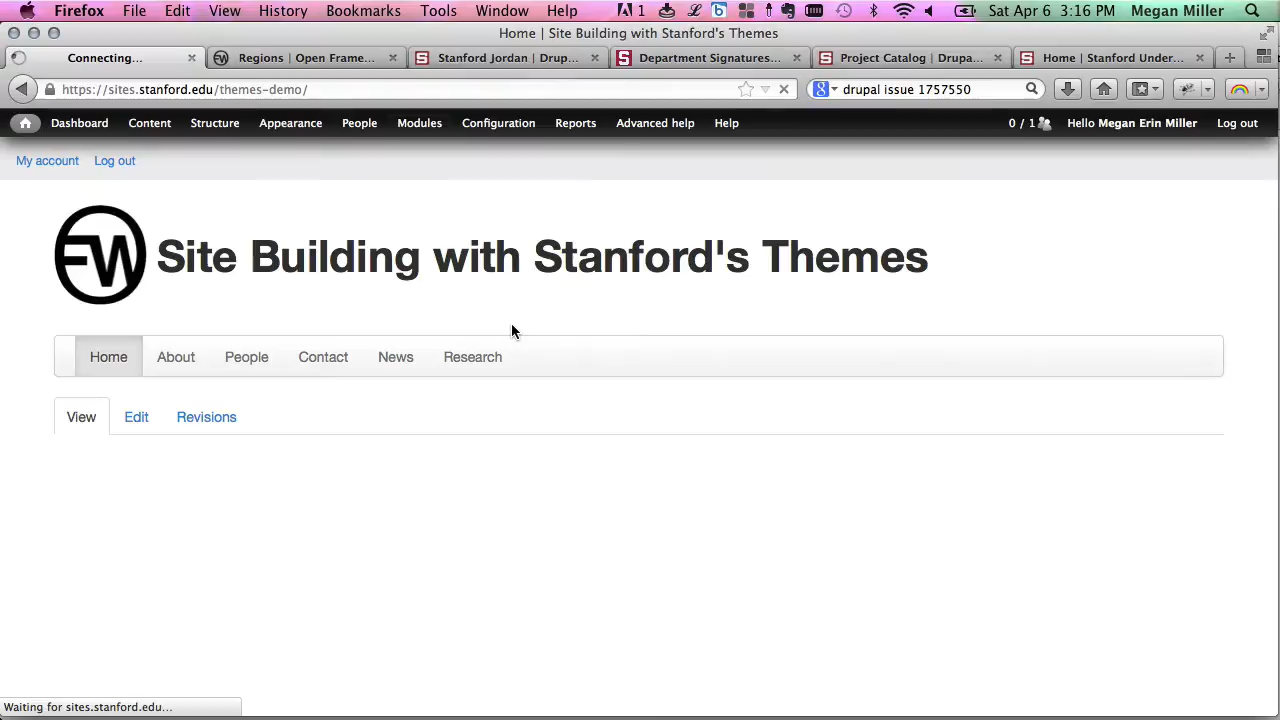 Firefox File Edit View History Bookmarks Tools Window Help 1 Sat Apr 6 3:16 PM Megan Miller
Home | Site Building with Stanford's Themes
Connecting... Regions | Open Frame... Stanford Jordan | Drup... Department Signatures... Project Catalog | Drupa... Home | Stanford Under...
https://sites.stanford.edu/themes-demo/ drupal issue 1757550
Dashboard Content Structure Appearance People Modules Configuration Reports Advanced help Help 0 / 1 Hello Megan Erin Miller Log out
My account Log out
FW Site Building with Stanford's Themes
Home About People Contact News Research
View Edit Revisions
Waiting for sites.stanford.edu...